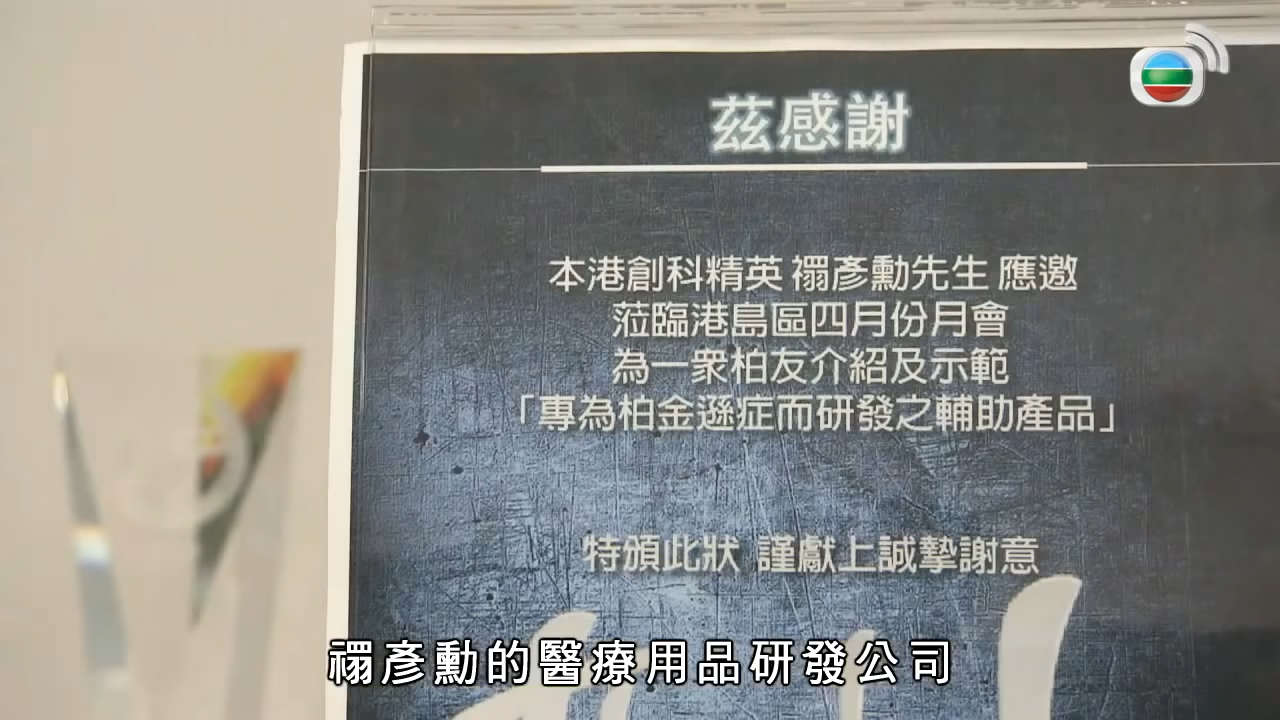 茲感謝
本港創科精英 禤彥勳先生 應邀
蒞臨港島區四月份月會
為一眾柏友介紹及示範
「專為柏金遜症而研發之輔助產品」
特頒此狀 謹獻上誠摯謝意
禤彥勳的醫療用品研發公司